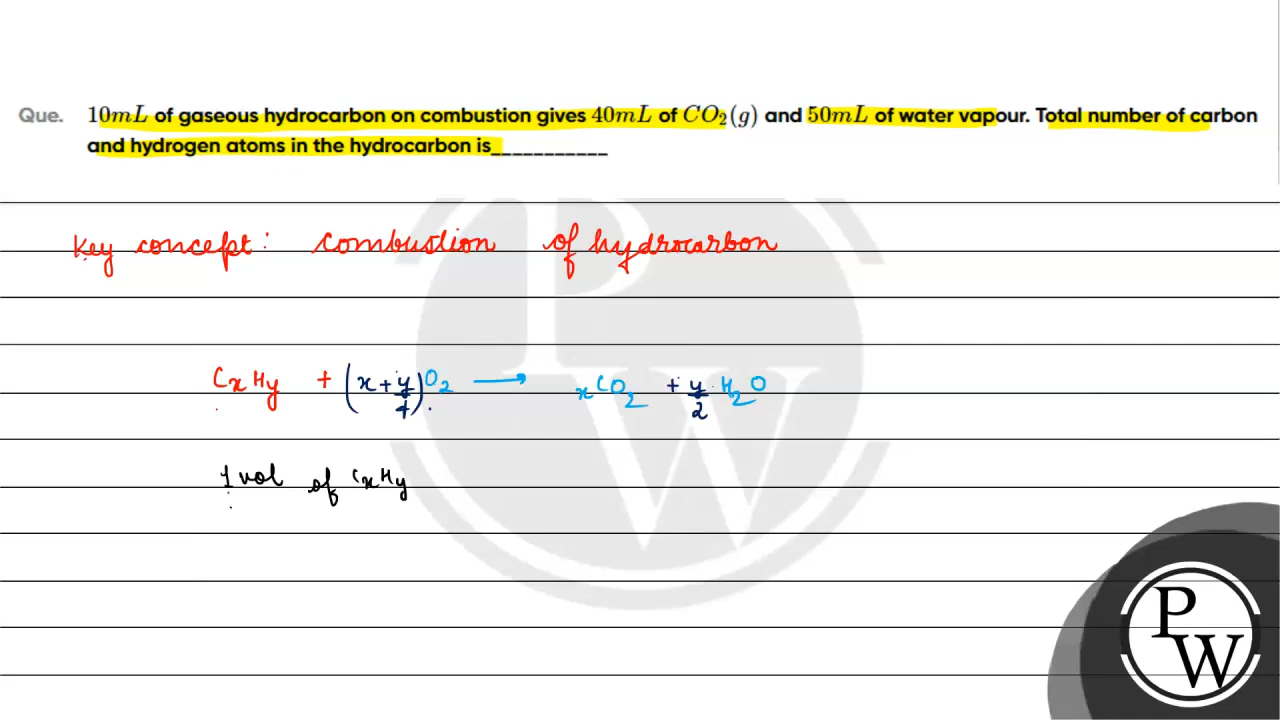 Que. 10mL of gaseous hydrocarbon on combustion gives 40mL of CO₂(g) and 50mL of water vapour. Total number of carbon
and hydrogen atoms in the hydrocarbon is___________
Key concept: Combustion of hydrocarbon
CxHy + (x+y/4) O₂ → xCO₂ + y/2 H₂O
1 vol of CxHy
P
W
P
W